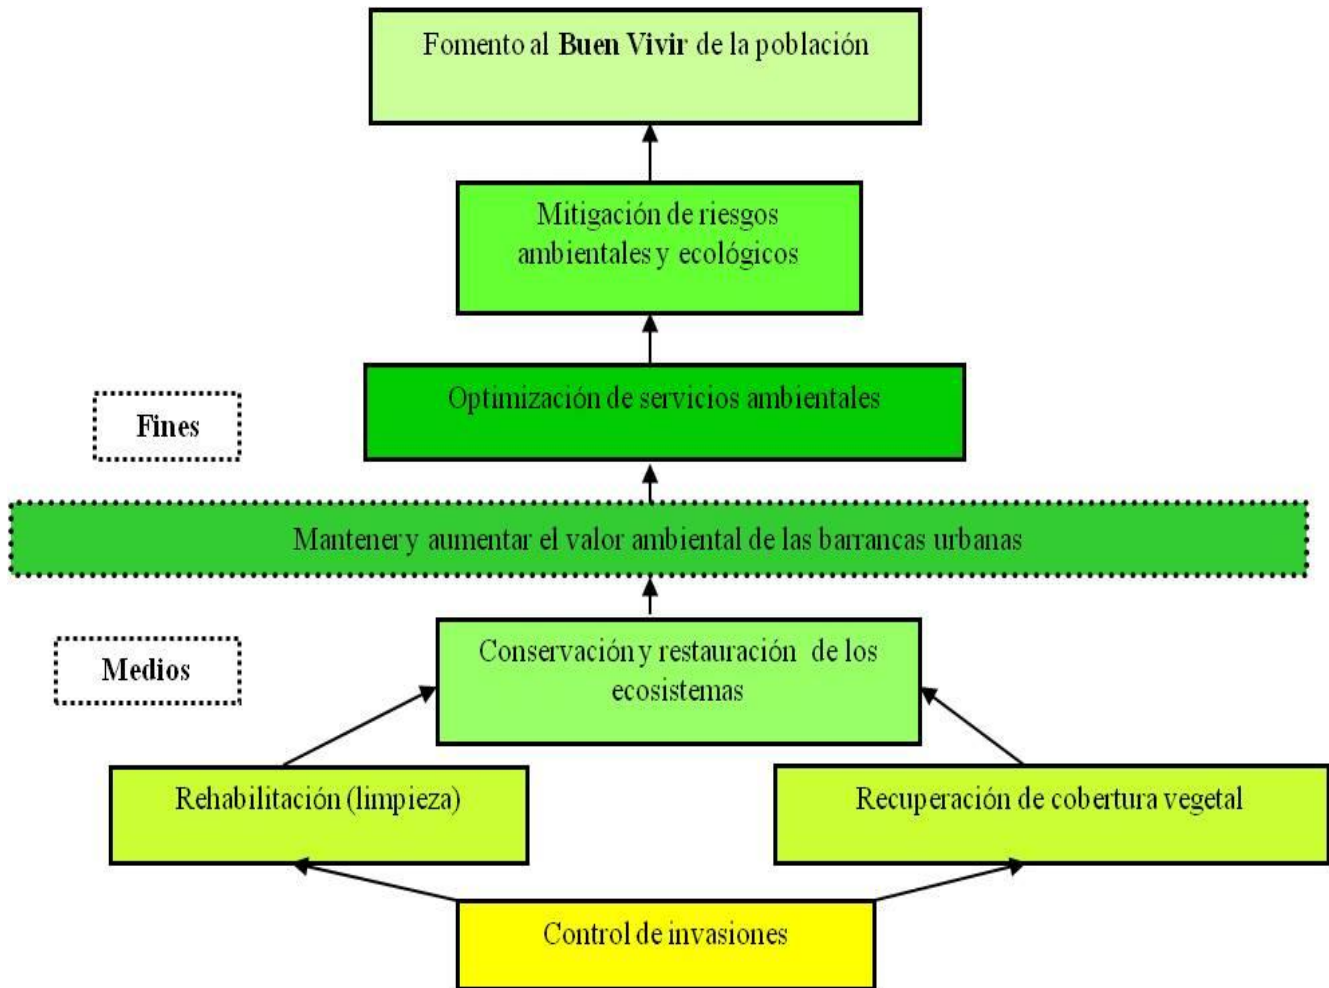 Fomento al Buen Vivir de la población
Mitigación de riesgos
ambientales y ecológicos
Optimización de servicios ambientales
Fines
Mantener y aumentar el valor ambiental de las barrancas urbanas
Conservación y restauración de los
ecosistemas
Medios
Rehabilitación (limpieza)
Recuperación de cobertura vegetal
Control de invasiones